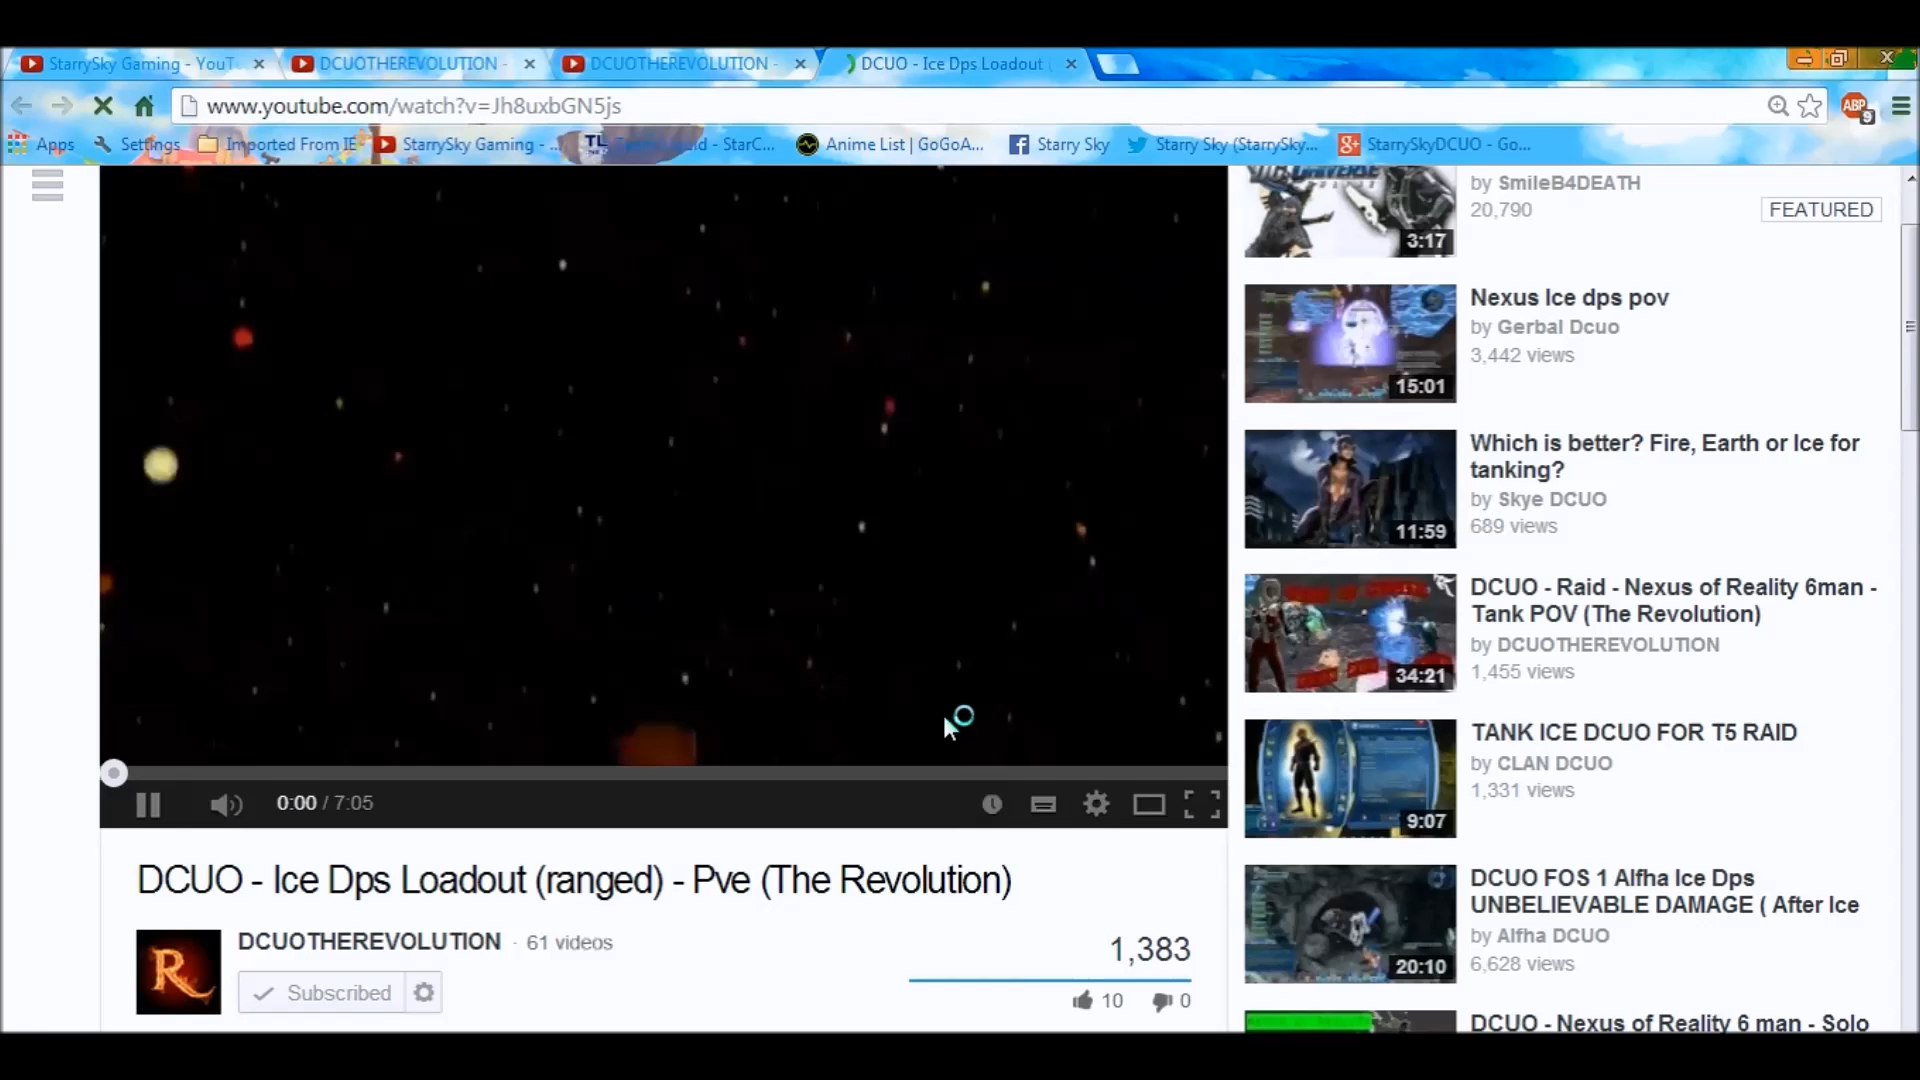 StarrySky Gaming - YouT
DCUOTHEREVOLUTION -
DCUOTHEREVOLUTION -
DCUO - Ice Dps Loadout
www.youtube.com/watch?v=Jh8uxbGN5js
ABP
9
Apps
Settings
Imported From IE
StarrySky Gaming - ...
TL
- StarC...
Anime List | GoGoA...
Starry Sky
Starry Sky (StarrySky...
StarrySkyDCUO - Go...
by SmileB4DEATH
20,790
FEATURED
3:17
Nexus Ice dps pov
by Gerbal Dcuo
3,442 views
15:01
Which is better? Fire, Earth or Ice for
tanking?
by Skye DCUO
689 views
11:59
DCUO - Raid - Nexus of Reality 6man -
Tank POV (The Revolution)
by DCUOTHEREVOLUTION
1,455 views
34:21
TANK ICE DCUO FOR T5 RAID
by CLAN DCUO
1,331 views
9:07
DCUO FOS 1 Alfha Ice Dps
UNBELIEVABLE DAMAGE ( After Ice
by Alfha DCUO
6,628 views
20:10
DCUO - Nexus of Reality 6 man - Solo
0:00 / 7:05
DCUO - Ice Dps Loadout (ranged) - Pve (The Revolution)
R
DCUOTHEREVOLUTION · 61 videos
Subscribed
1,383
10
0